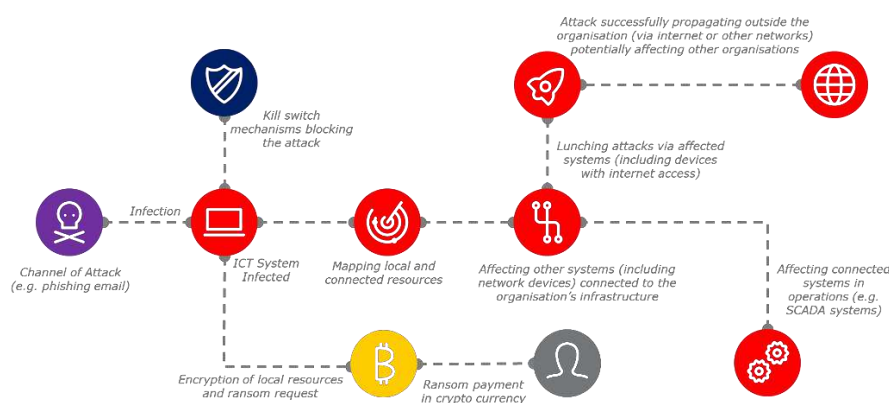 Attack successfully propagating outside the
organisation (via internet or other networks)
potentially affecting other organisations
Kill switch
mechanisms blocking
the attack
Lunching attacks via affected
systems (including devices
with internet access)
Infection
Channel of Attack
(e.g. phishing email)
ICT System
Infected
Mapping local and
connected resources
Affecting other systems (including
network devices) connected to the
organisation's infrastructure
Affecting connected
systems in
operations (e.g.
SCADA systems)
Encryption of local resources
and ransom request
Ransom payment
in crypto currency